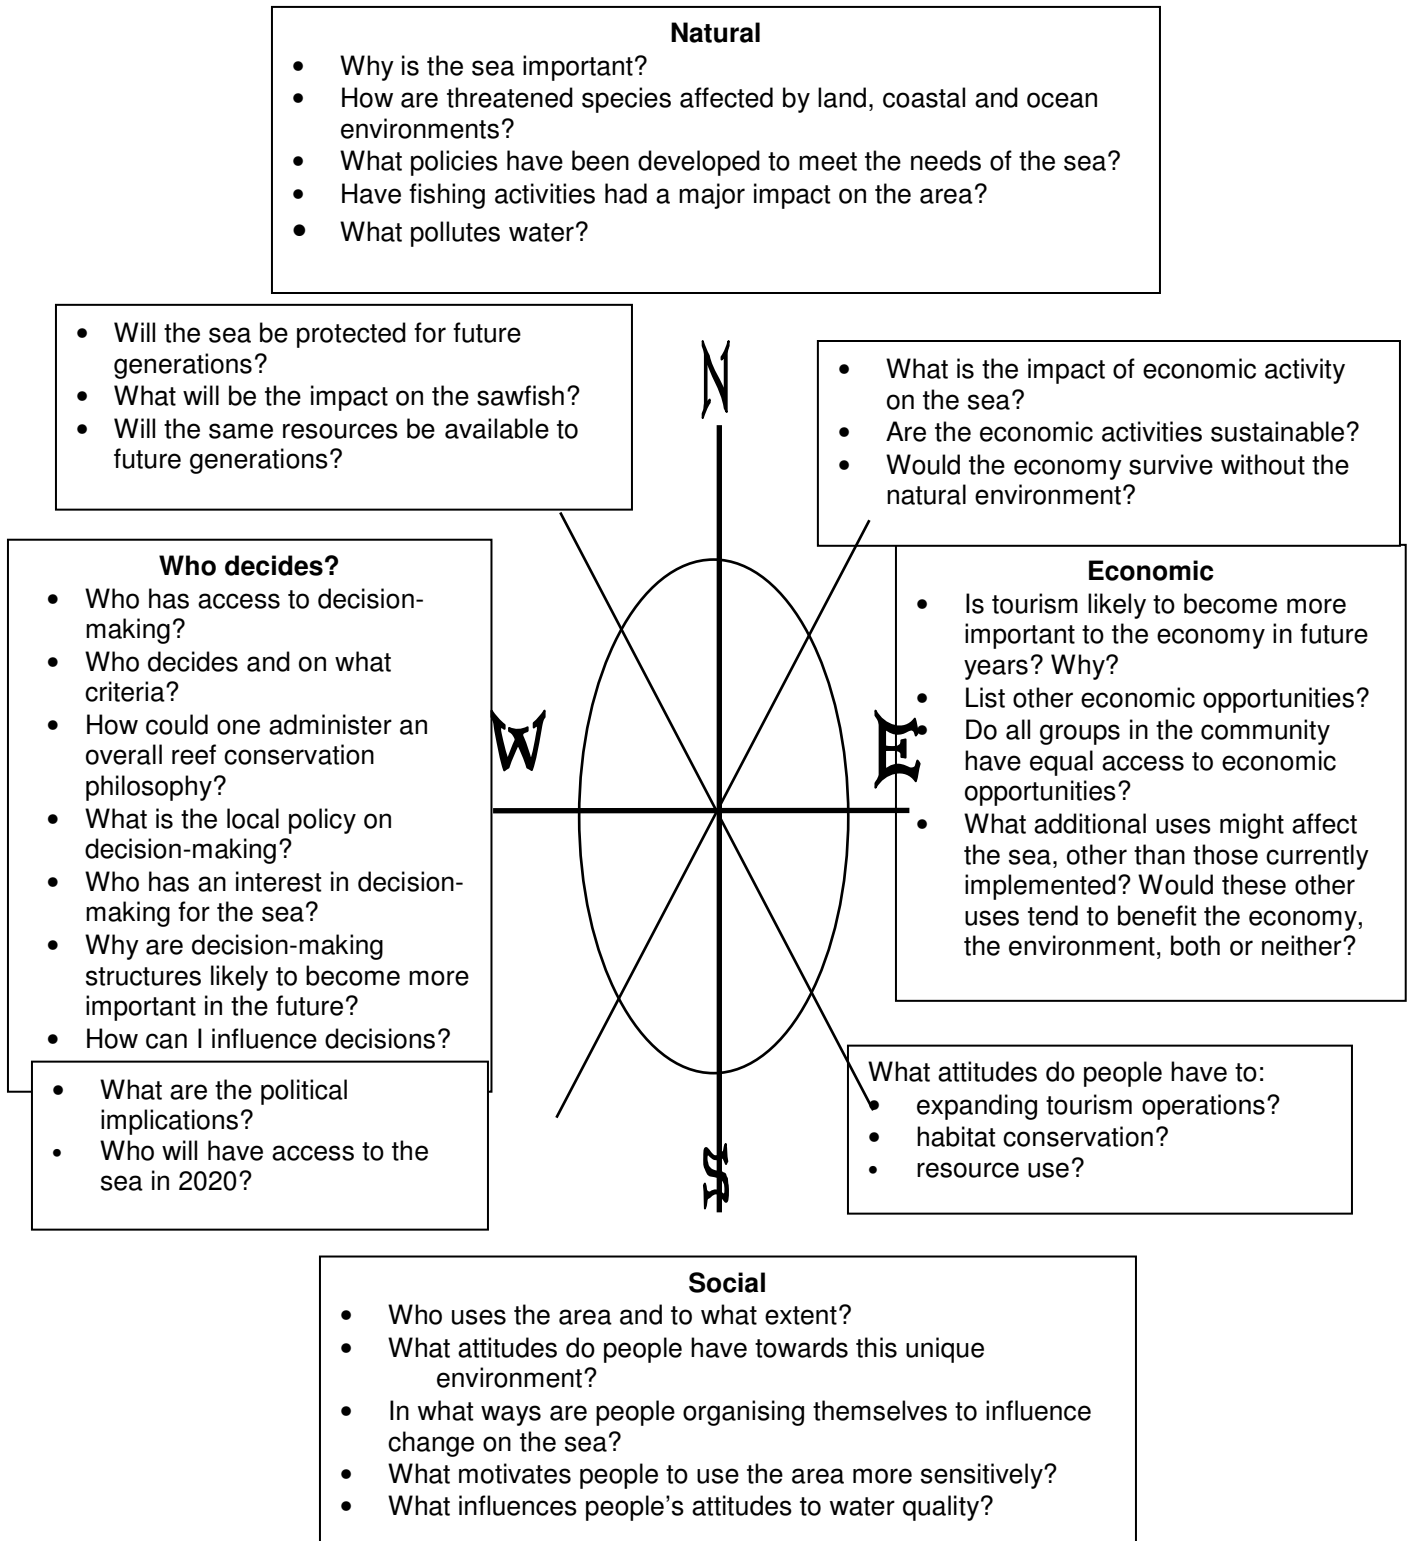 Natural
• Why is the sea important?
• How are threatened species affected by land, coastal and ocean
environments?
• What policies have been developed to meet the needs of the sea?
• Have fishing activities had a major impact on the area?
• What pollutes water?
• Will the sea be protected for future
generations?
• What will be the impact on the sawfish?
• Will the same resources be available to
future generations?
N
• What is the impact of economic activity
on the sea?
• Are the economic activities sustainable?
• Would the economy survive without the
natural environment?
Who decides?
• Who has access to decision-
making?
• Who decides and on what
criteria?
• How could one administer an
overall reef conservation
philosophy?
• What is the local policy on
decision-making?
• Who has an interest in decision-
making for the sea?
• Why are decision-making
structures likely to become more
important in the future?
• How can I influence decisions?
W
E
Economic
• Is tourism likely to become more
important to the economy in future
years? Why?
• List other economic opportunities?
• Do all groups in the community
have equal access to economic
opportunities?
• What additional uses might affect
the sea, other than those currently
implemented? Would these other
uses tend to benefit the economy,
the environment, both or neither?
• What are the political
implications?
• Who will have access to the
sea in 2020?
S
What attitudes do people have to:
• expanding tourism operations?
• habitat conservation?
• resource use?
Social
• Who uses the area and to what extent?
• What attitudes do people have towards this unique
environment?
• In what ways are people organising themselves to influence
change on the sea?
• What motivates people to use the area more sensitively?
• What influences people's attitudes to water quality?